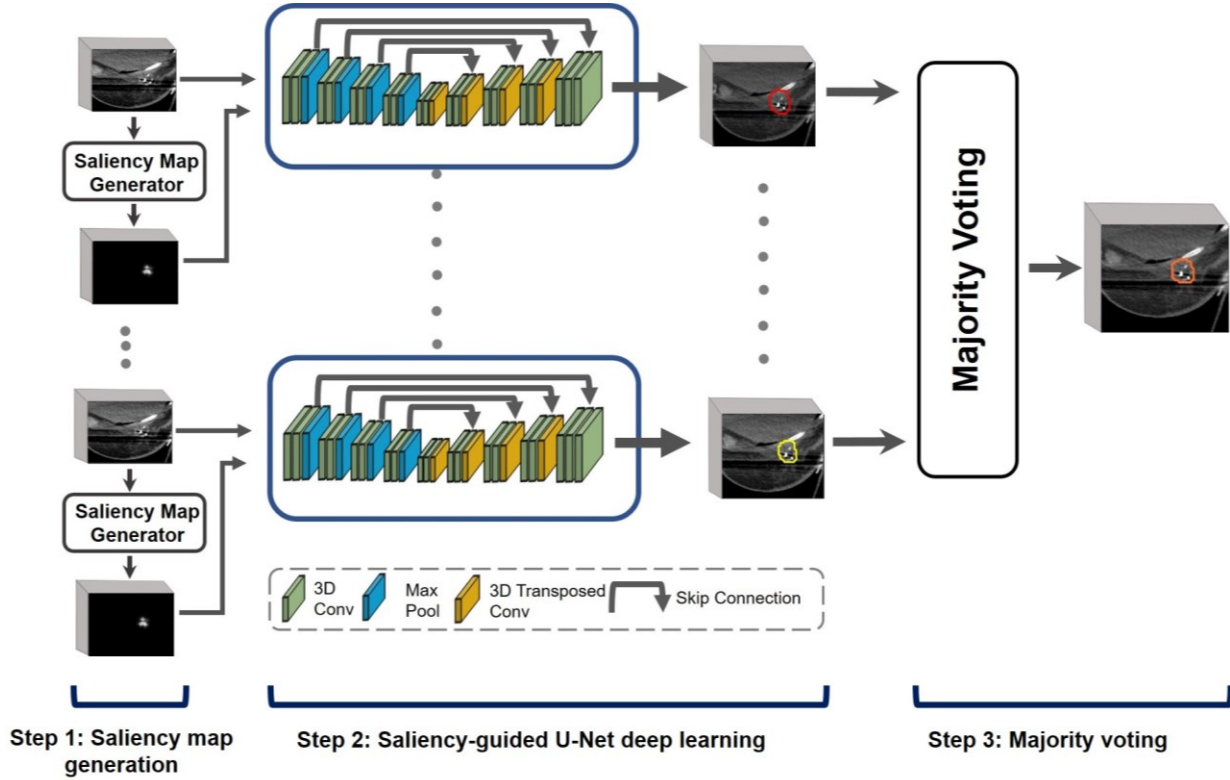 Saliency Map
Generator
Majority Voting
Saliency Map
Generator
3D
Conv
Max
Pool
3D Transposed
Conv
Skip Connection
Step 1: Saliency map
generation
Step 2: Saliency-guided U-Net deep learning
Step 3: Majority voting